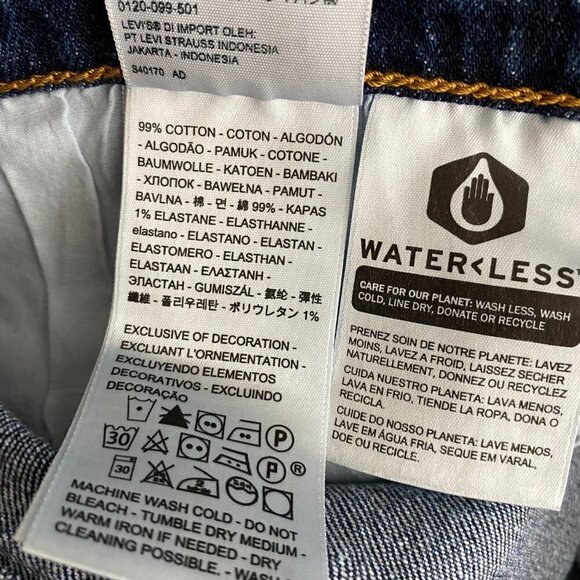 0120-099-501
LEVI'S® DI IMPORT OLEH:
PT LEVI STRAUSS INDONESIA
JAKARTA - INDONESIA
S40170 AD
99% COTTON - COTON - ALGODÓN
- ALGODÃO - PAMUK - COTONE -
BAUMWOLLE - KATOEN - BAMBAKI
- ХЛОПОК - BAWEŁNA - PAMUT -
BAVLNA - 棉 - 면 - 綿 99% - KAPAS
1% ELASTANE - ELASTHANNE -
elastano - ELASTANO - ELASTAN -
ELASTOMERO - ELASTHAN -
ELASTAAN - ΕΛΑΣΤΑΝΗ -
ЭЛАСТАН - GUMISZÁL - 氨纶 - 彈性
纖維 - 폴리우레탄 - ポリウレタン 1%
EXCLUSIVE OF DECORATION -
EXCLUANT L'ORNEMENTATION -
EXCLUYENDO ELEMENTOS
DECORATIVOS - EXCLUINDO
DECORAÇÃO
P
30 P ®
30
MACHINE WASH COLD - DO NOT
BLEACH - TUMBLE DRY MEDIUM -
WARM IRON IF NEEDED - DRY
CLEANING POSSIBLE. - WASH
WATER<LESS™
CARE FOR OUR PLANET: WASH LESS, WASH
COLD, LINE DRY, DONATE OR RECYCLE
PRENEZ SOIN DE NOTRE PLANETE: LAVEZ
MOINS, LAVEZ A FROID, LAISSEZ SECHER
NATURELLEMENT, DONNEZ OU RECYCLEZ
CUIDA NUESTRO PLANETA: LAVA MENOS,
LAVA EN FRIO, TIENDE LA ROPA, DONA O
RECICLA.
CUIDE DO NOSSO PLANETA: LAVE MENOS,
LAVE EM ÁGUA FRIA, SEQUE EM VARAL,
DOE OU RECICLE.